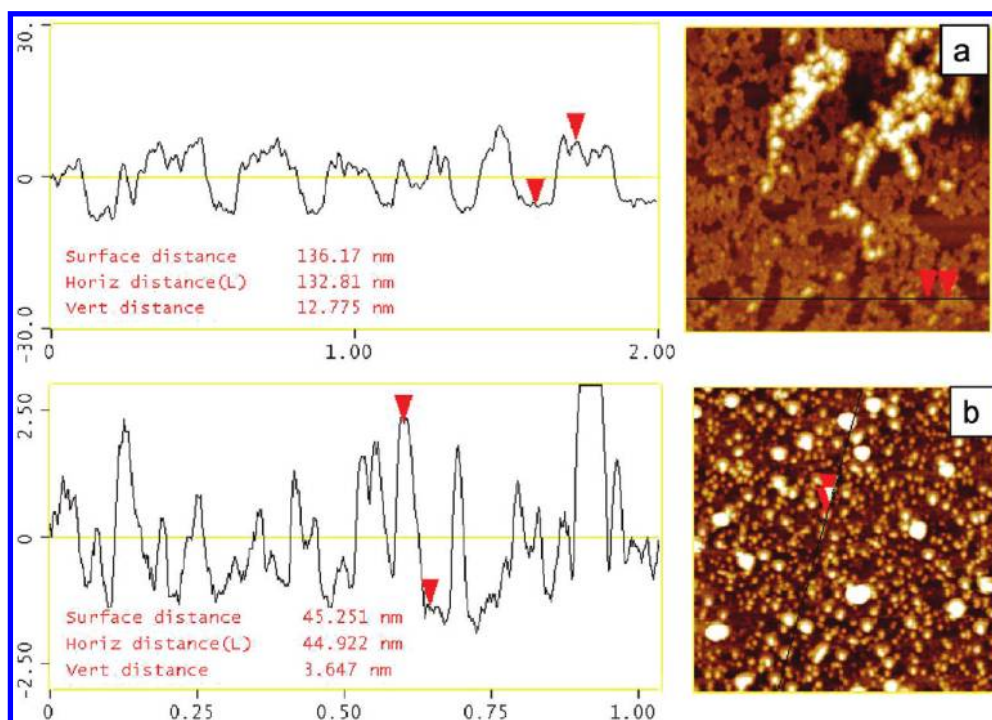 30.
0
-30.0
Surface distance 136.17 nm
Horiz distance(L) 132.81 nm
Vert distance 12.775 nm
0 1.00 2.00
a
2.50
0
-2.50
Surface distance 45.251 nm
Horiz distance(L) 44.922 nm
Vert distance 3.647 nm
0 0.25 0.50 0.75 1.00
b